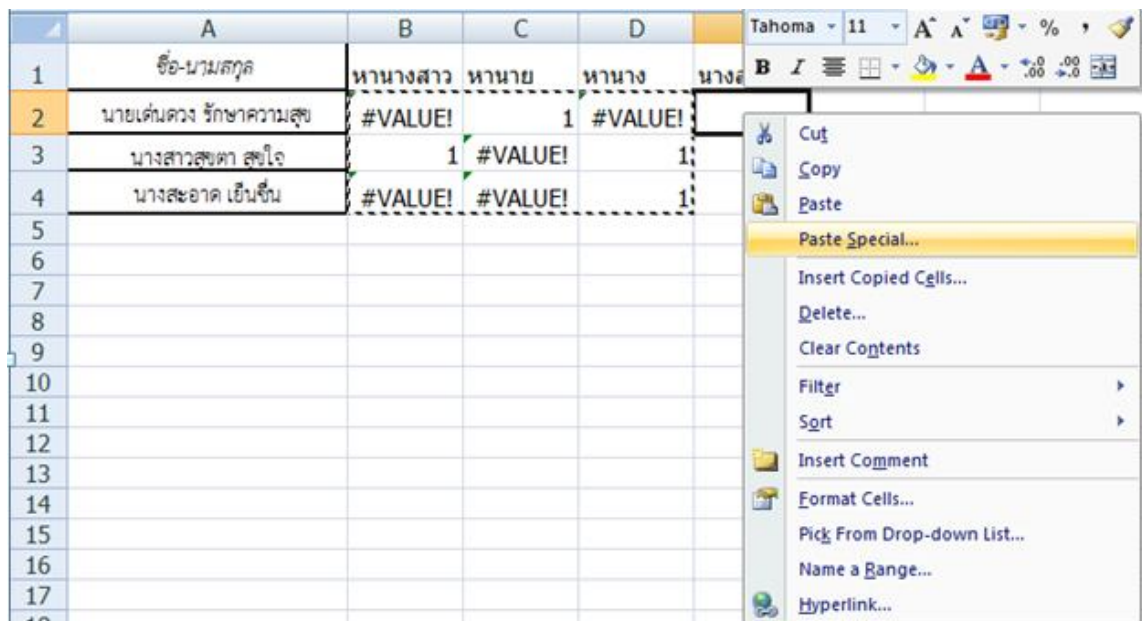 Tahoma 11 A A %
A B C D B I A
1 ชื่อ-นามสกุล หานางสาว หานาย หานาง
2 นายเด่นดวง รักษาความสุข #VALUE! 1 #VALUE!
3 นางสาวสุขตา สุขใจ 1 #VALUE! 1
4 นางสะอาด เย็นชื่น #VALUE! #VALUE! 1
5
6
7
8
9
10
11
12
13
14
15
16
17
Cut
Copy
Paste
Paste Special...
Insert Copied Cells...
Delete...
Clear Contents
Filter
Sort
Insert Comment
Format Cells...
Pick From Drop-down List...
Name a Range...
Hyperlink...